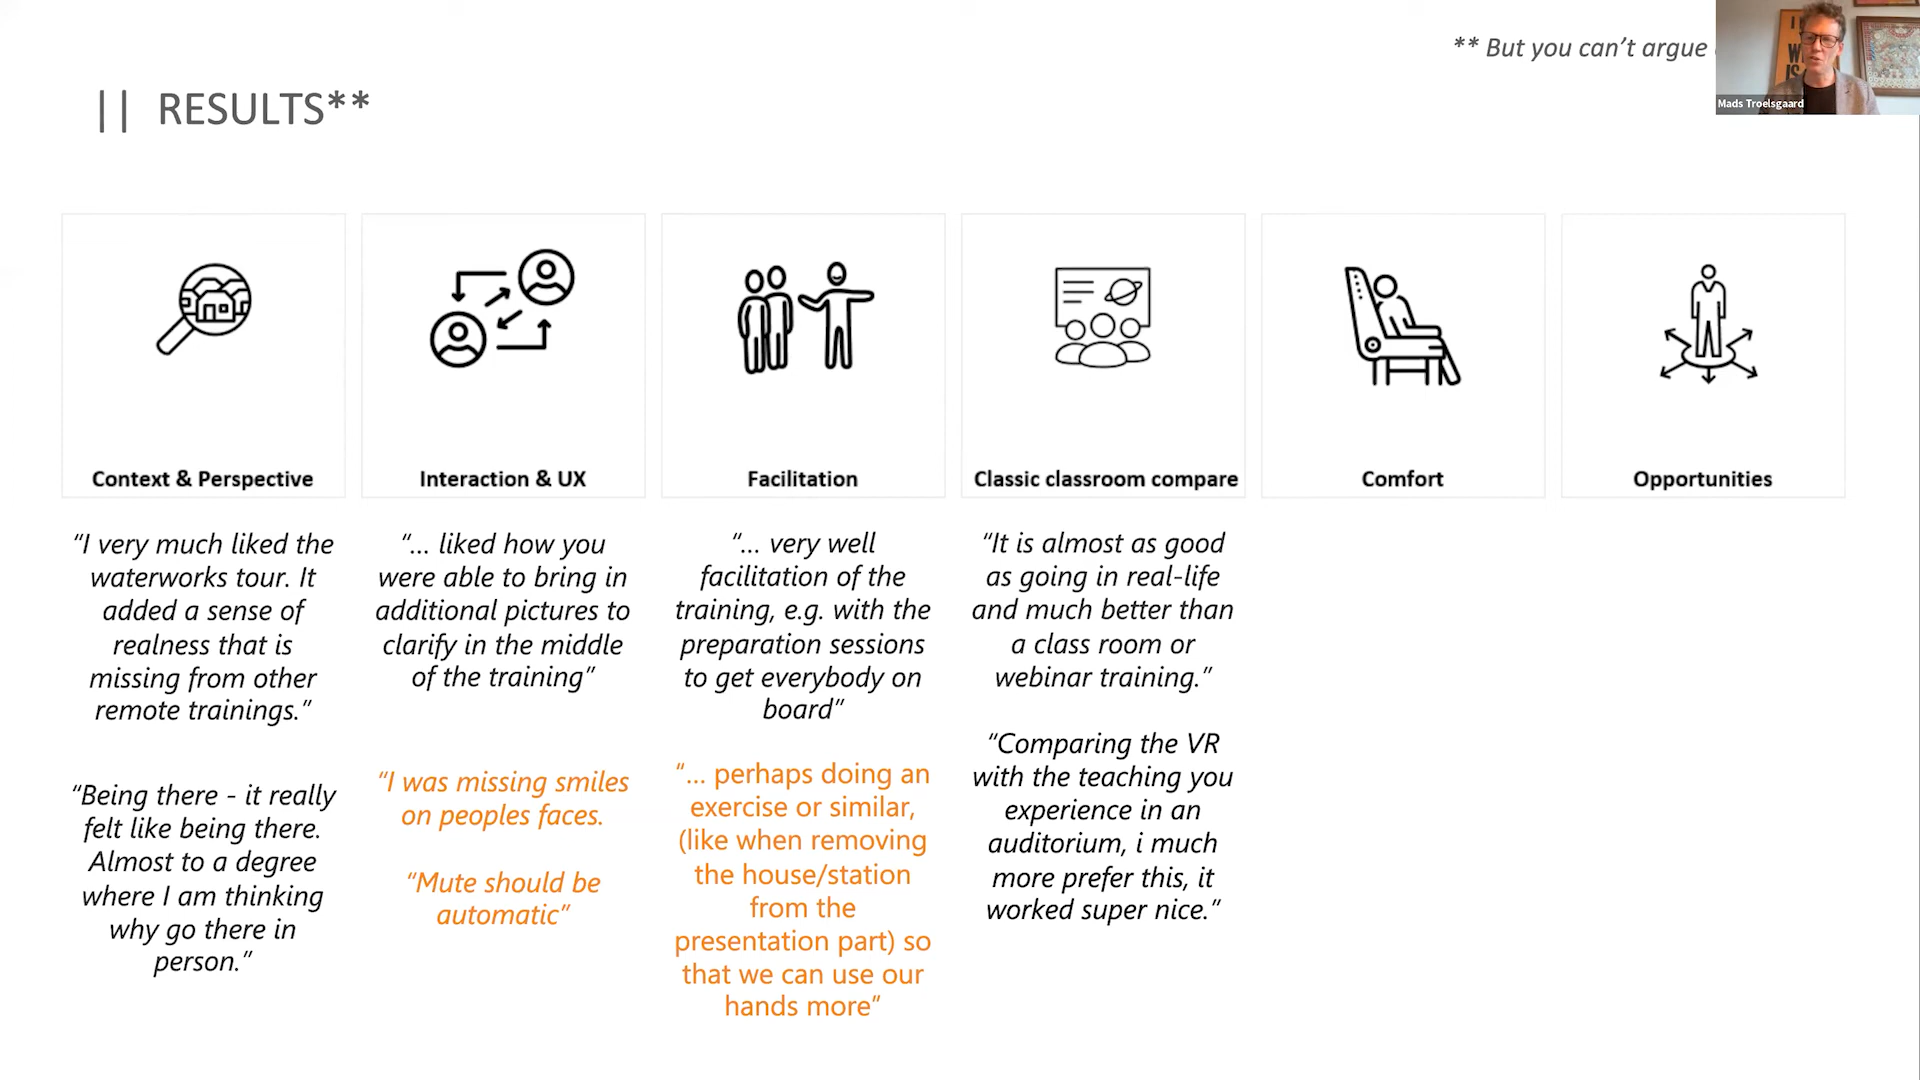 ** But you can't argue
|| RESULTS**
Mads Troelsgaard
Context & Perspective
Interaction & UX
Facilitation
Classic classroom compare
Comfort
Opportunities
“I very much liked the
waterworks tour. It
added a sense of
realness that is
missing from other
remote trainings.”
“Being there - it really
felt like being there.
Almost to a degree
where I am thinking
why go there in
person.”
“... liked how you
were able to bring in
additional pictures to
clarify in the middle
of the training”
“I was missing smiles
on peoples faces.
“Mute should be
automatic”
“... very well
facilitation of the
training, e.g. with the
preparation sessions
to get everybody on
board”
“... perhaps doing an
exercise or similar,
(like when removing
the house/station
from the
presentation part) so
that we can use our
hands more”
“It is almost as good
as going in real-life
and much better than
a class room or
webinar training.”
“Comparing the VR
with the teaching you
experience in an
auditorium, i much
more prefer this, it
worked super nice.”